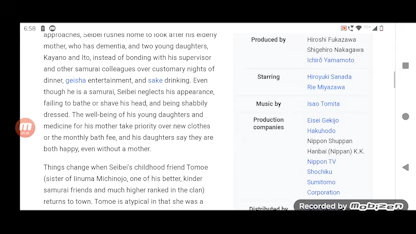 6:58
approaches, Seibei rushes home to look after his elderly
mother, who has dementia, and two young daughters,
Kayano and Ito, instead of bonding with his supervisor
and other samurai colleagues over customary nights of
dinner, geisha entertainment, and sake drinking. Even
though he is a samurai, Seibei neglects his appearance,
failing to bathe or shave his head, and being shabbily
dressed. The well-being of his young daughters and
medicine for his mother take priority over new clothes
or the monthly bath fee, and his daughters say they are
both happy, even without a mother.
Things change when Seibei's childhood friend Tomoe
(sister of Iinuma Michinojo, one of his better, kinder
samurai friends and much higher ranked in the clan)
returns to town. Tomoe is atypical in that she was a
Produced by
Hiroshi Fukazawa
Shigehiro Nakagawa
Ichirō Yamamoto
Starring
Hiroyuki Sanada
Rie Miyazawa
Music by
Isao Tomita
Production
companies
Eisei Gekijo
Hakuhodo
Nippon Shuppan
Hanbai (Nippan) K.K.
Nippon TV
Shochiku
Sumitomo
Corporation
Distributed by
Recorded by Mobizen